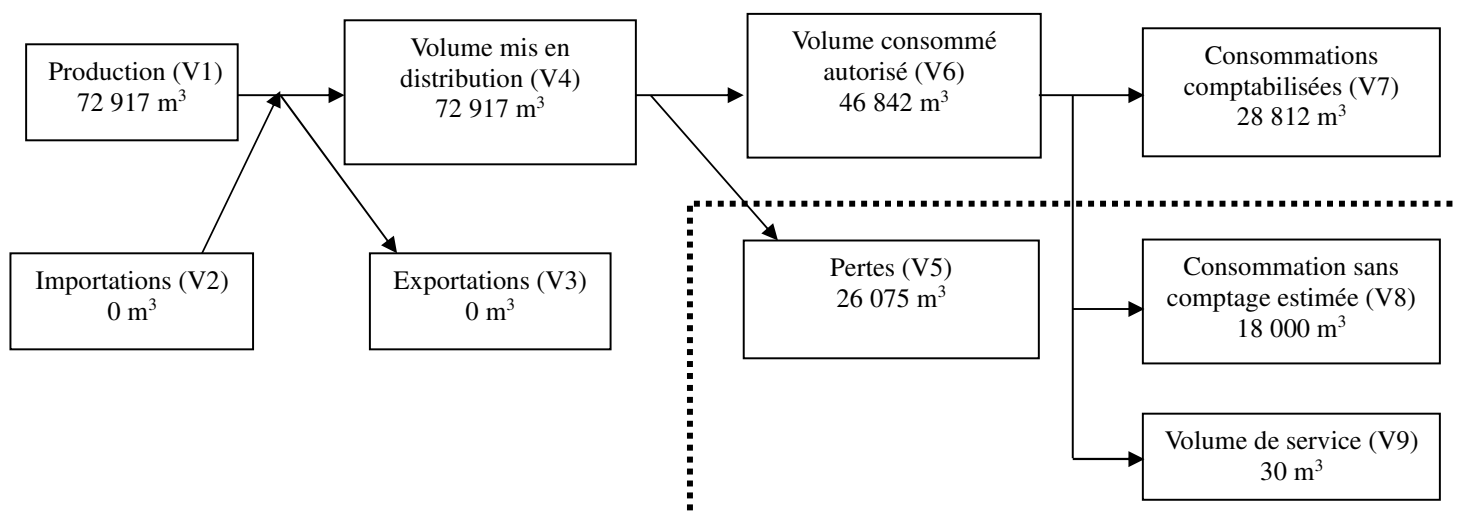 Production (V1)
72 917 m³
Volume mis en
distribution (V4)
72 917 m³
Volume consommé
autorisé (V6)
46 842 m³
Consommations
comptabilisées (V7)
28 812 m³
Importations (V2)
0 m³
Exportations (V3)
0 m³
Pertes (V5)
26 075 m³
Consommation sans
comptage estimée (V8)
18 000 m³
Volume de service (V9)
30 m³